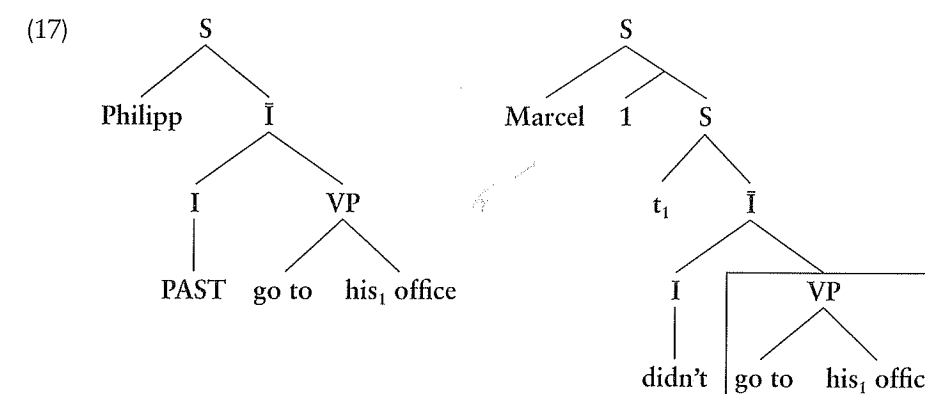 (17) S S
Philipp Ī Marcel 1 S
I VP t₁ Ī
PAST go to his₁ office I VP
didn't go to his₁ offic